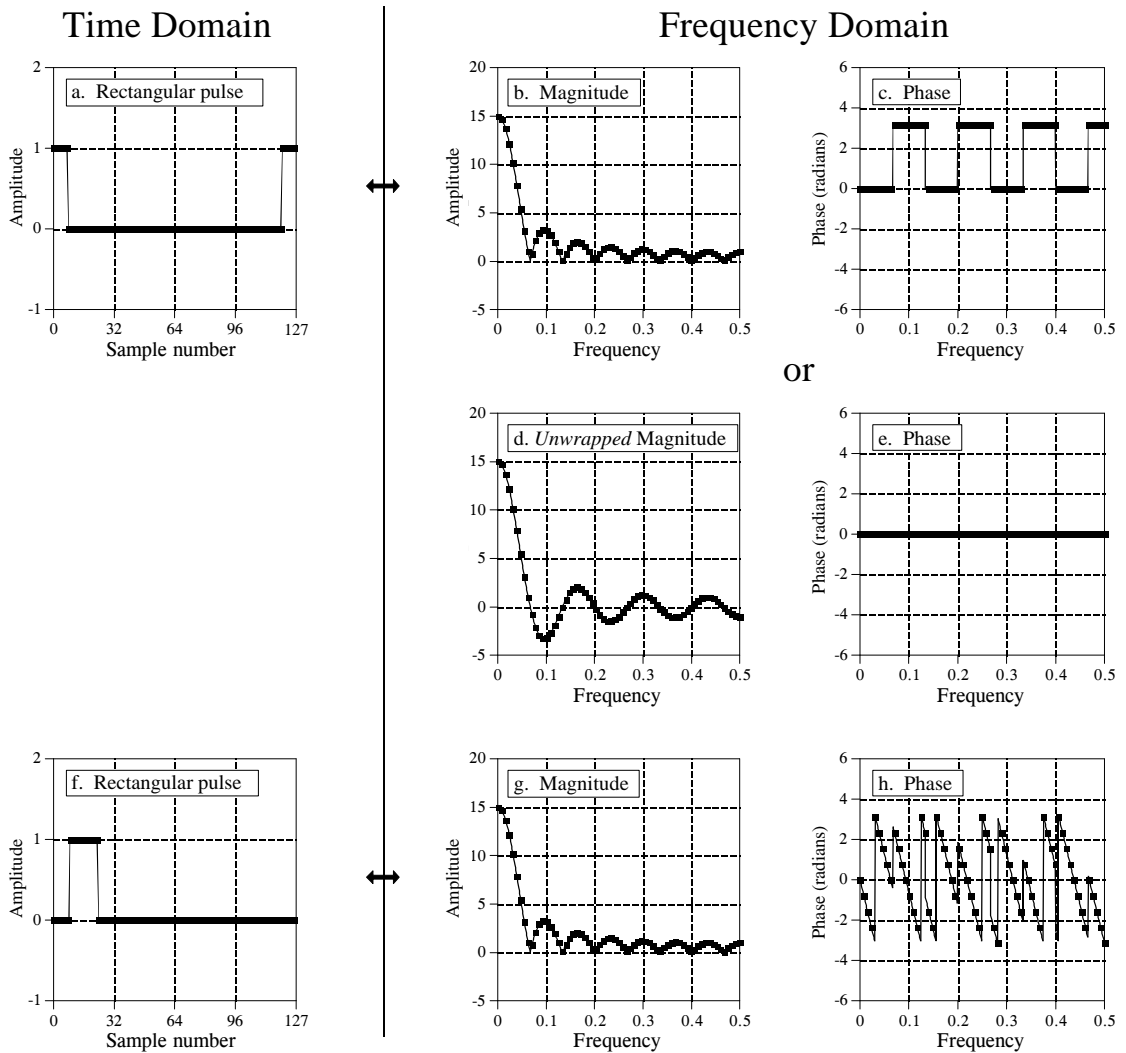 Time Domain
Frequency Domain
a. Rectangular pulse
2
1
0
-1
0 32 64 96 127
Sample number
Amplitude
b. Magnitude
20
15
10
5
0
-5
0 0.1 0.2 0.3 0.4 0.5
Frequency
Amplitude
c. Phase
6
4
2
0
-2
-4
-6
0 0.1 0.2 0.3 0.4 0.5
Frequency
Phase (radians)
or
d. Unwrapped Magnitude
20
15
10
5
0
-5
0 0.1 0.2 0.3 0.4 0.5
Frequency
Amplitude
e. Phase
6
4
2
0
-2
-4
-6
0 0.1 0.2 0.3 0.4 0.5
Frequency
Phase (radians)
f. Rectangular pulse
2
1
0
-1
0 32 64 96 127
Sample number
Amplitude
g. Magnitude
20
15
10
5
0
-5
0 0.1 0.2 0.3 0.4 0.5
Frequency
Amplitude
h. Phase
6
4
2
0
-2
-4
-6
0 0.1 0.2 0.3 0.4 0.5
Frequency
Phase (radians)